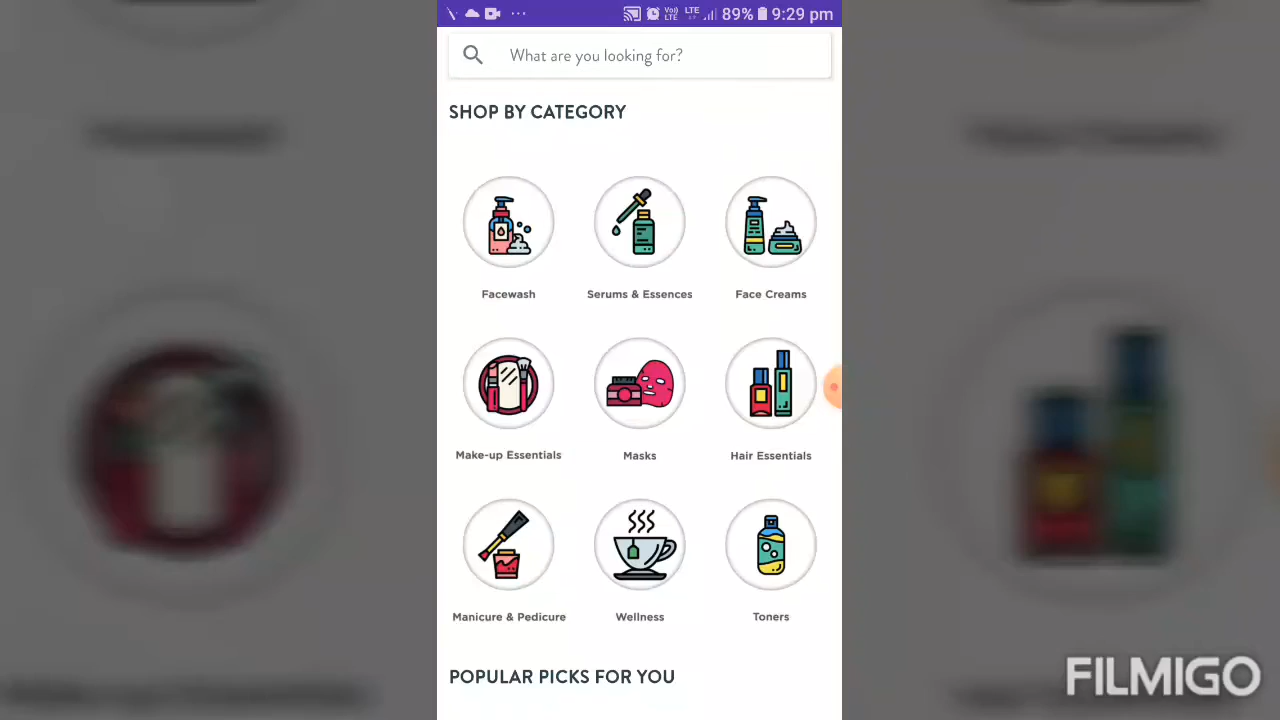 89% 9:29 pm
What are you looking for?
SHOP BY CATEGORY
Facewash
Serums & Essences
Face Creams
Make-up Essentials
Masks
Hair Essentials
Manicure & Pedicure
Wellness
Toners
POPULAR PICKS FOR YOU
FILMIGO